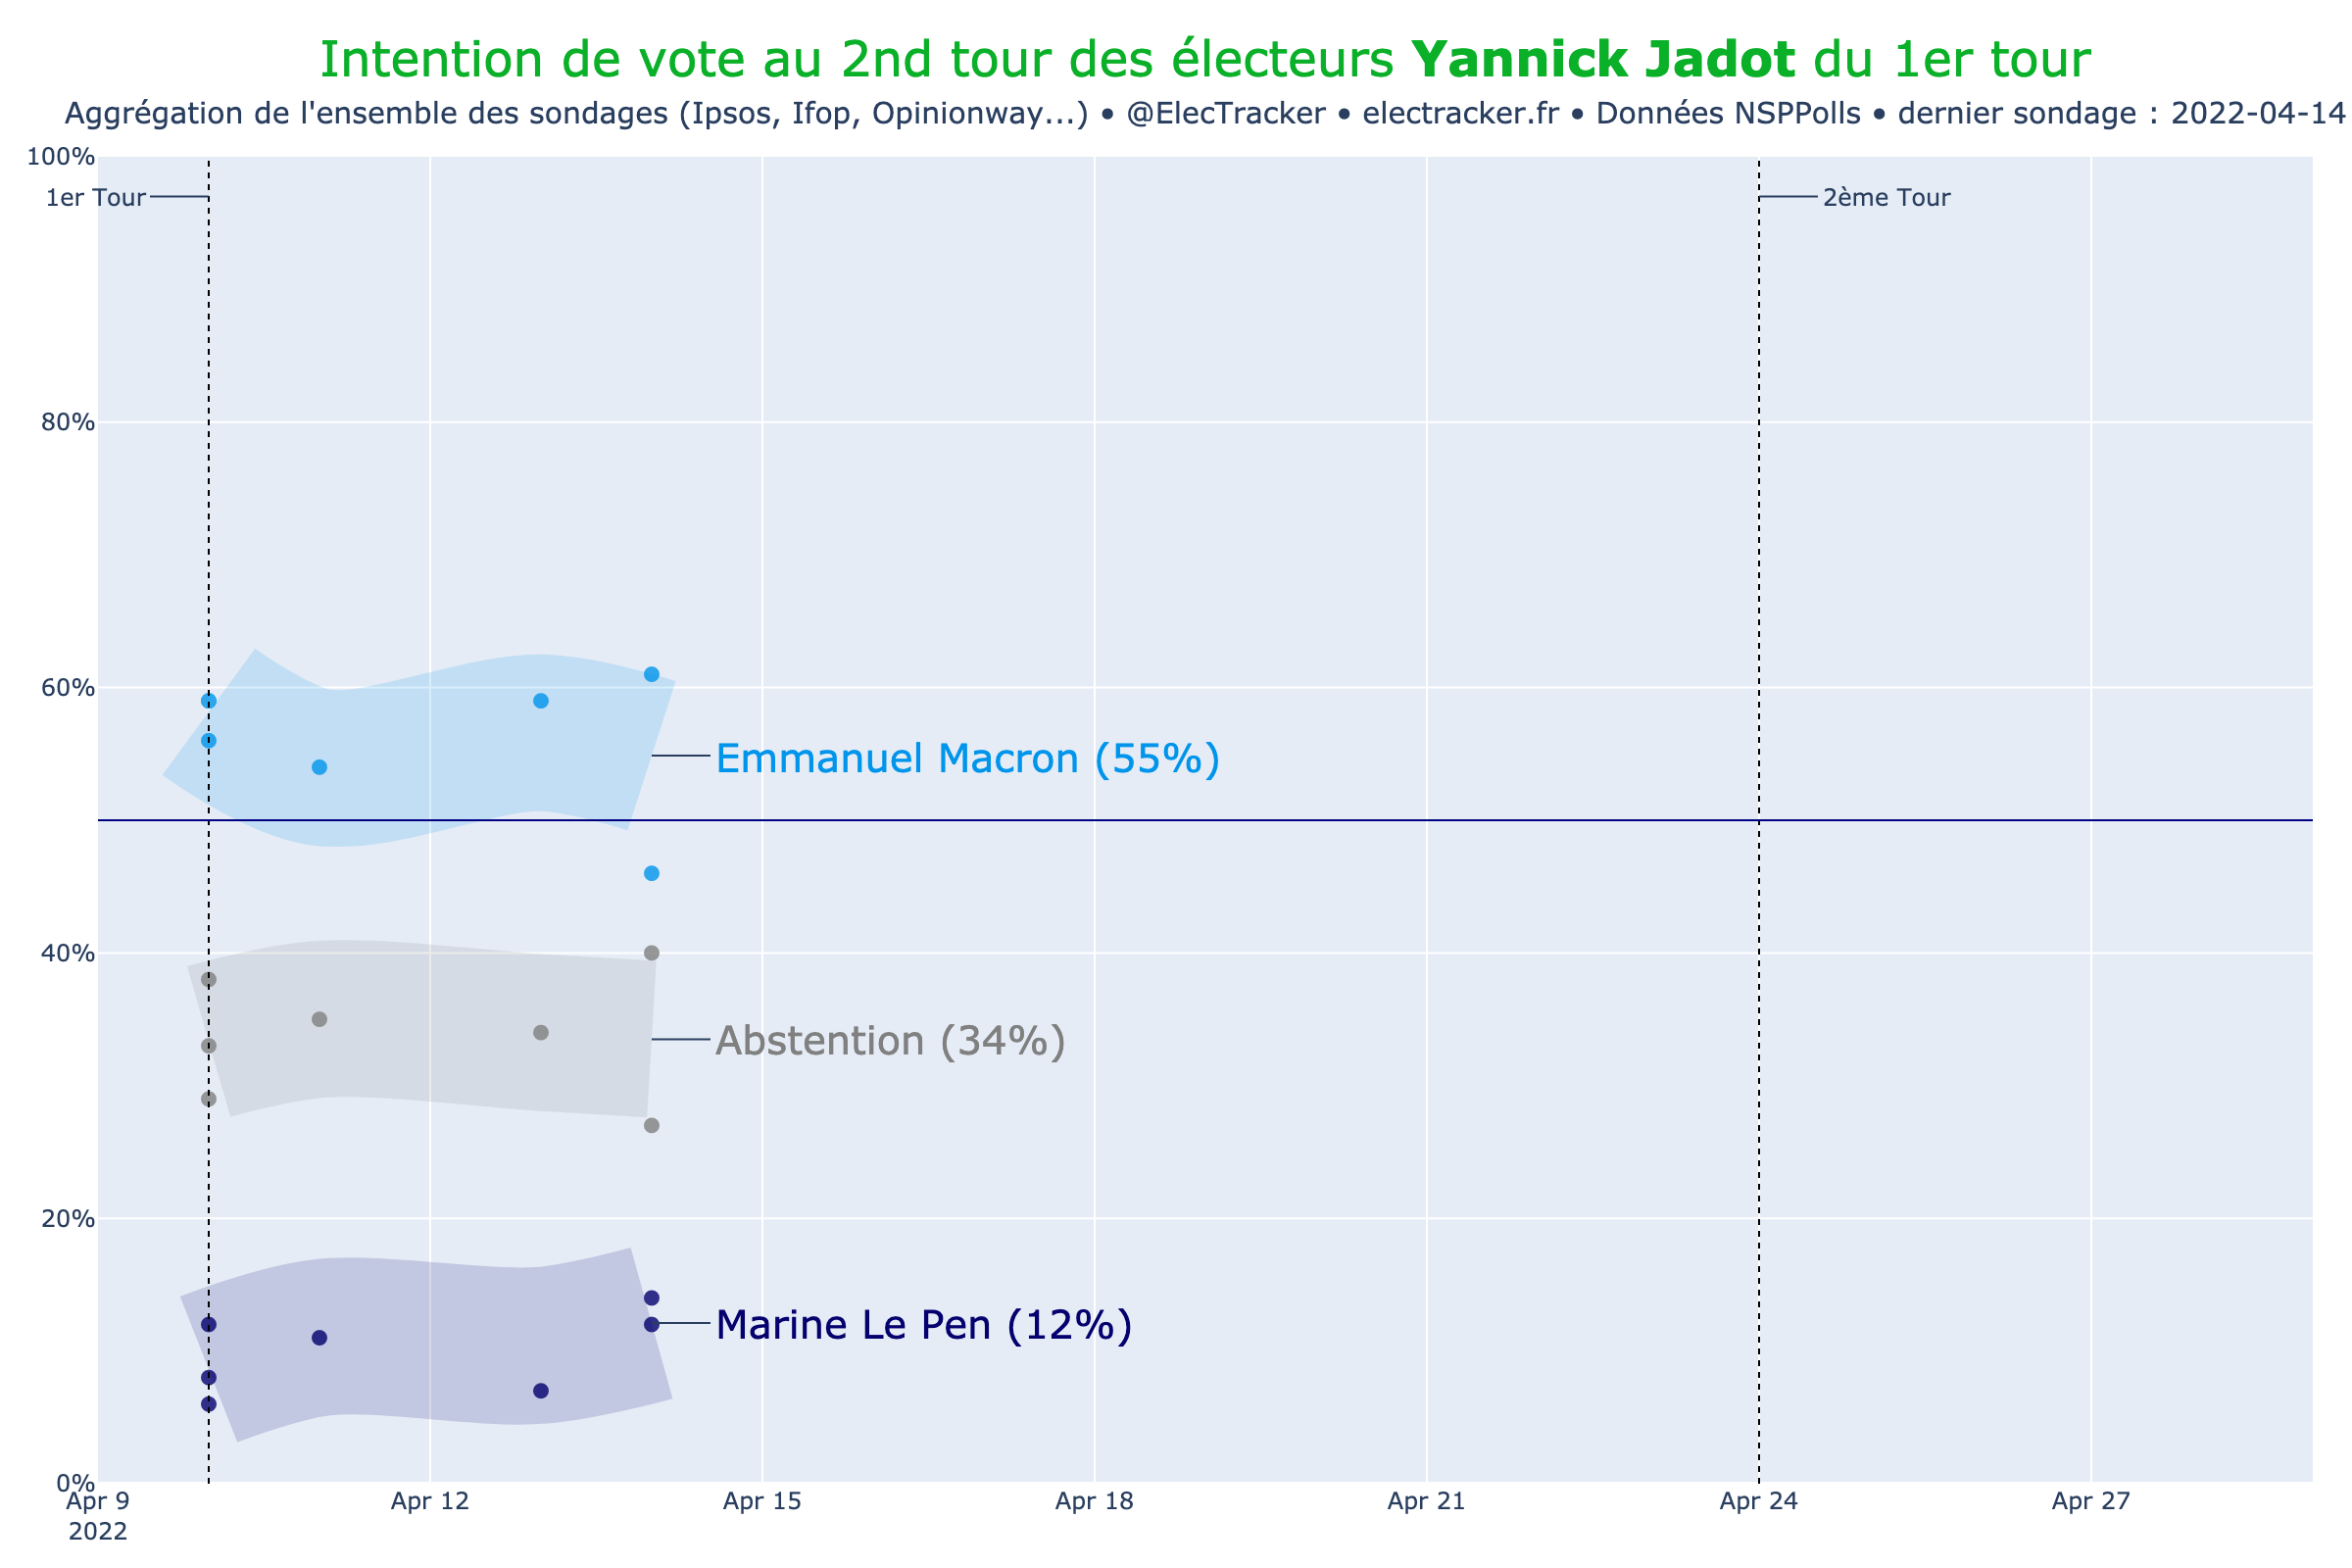 Intention de vote au 2nd tour des électeurs Yannick Jadot du 1er tour
Aggrégation de l'ensemble des sondages (Ipsos, Ifop, Opinionway...) • @ElecTracker • electracker.fr • Données NSPPolls • dernier sondage : 2022-04-14
100%
1er Tour
2ème Tour
80%
60%
Emmanuel Macron (55%)
40%
Abstention (34%)
20%
Marine Le Pen (12%)
0%
Apr 9 Apr 12 Apr 15 Apr 18 Apr 21 Apr 24 Apr 27
2022